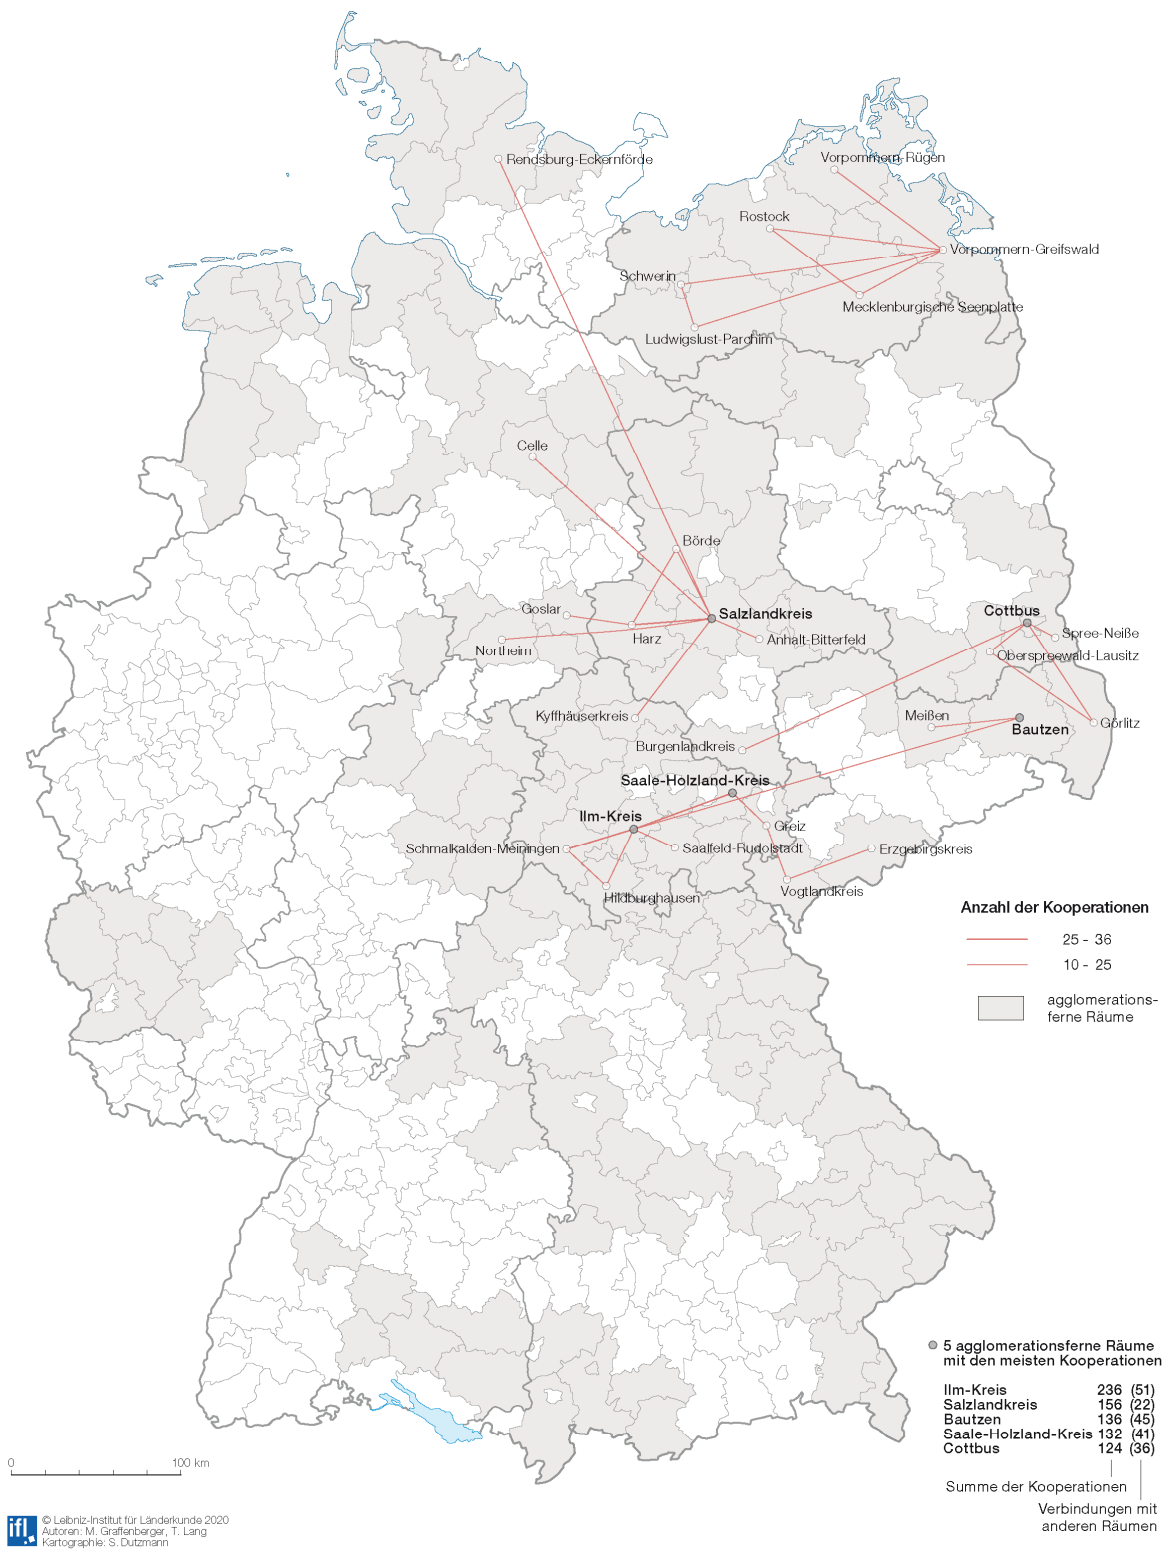 Rendsburg-Eckernförde
Vorpommern-Rügen
Rostock
Vorpommern-Greifswald
Schwerin
Mecklenburgische Seenplatte
Ludwigslust-Parchim
Celle
Börde
Goslar
Salzlandkreis
Cottbus
Harz
Anhalt-Bitterfeld
Spree-Neiße
Northeim
Oberspreewald-Lausitz
Kyffhäuserkreis
Meißen
Görlitz
Bautzen
Burgenlandkreis
Saale-Holzland-Kreis
Ilm-Kreis
Greiz
Schmalkalden-Meiningen
Saalfeld-Rudolstadt
Erzgebirgskreis
Hildburghausen
Vogtlandkreis
Anzahl der Kooperationen
25 - 36
10 - 25
agglomerations-
ferne Räume
5 agglomerationsferne Räume
mit den meisten Kooperationen
Ilm-Kreis 236 (51)
Salzlandkreis 156 (22)
Bautzen 136 (45)
Saale-Holzland-Kreis 132 (41)
Cottbus 124 (36)
Summe der Kooperationen
Verbindungen mit
anderen Räumen
0 100 km
ifl
© Leibniz-Institut für Länderkunde 2020
Autoren: M. Graffenberger, T. Lang
Kartographie: S. Dutzmann